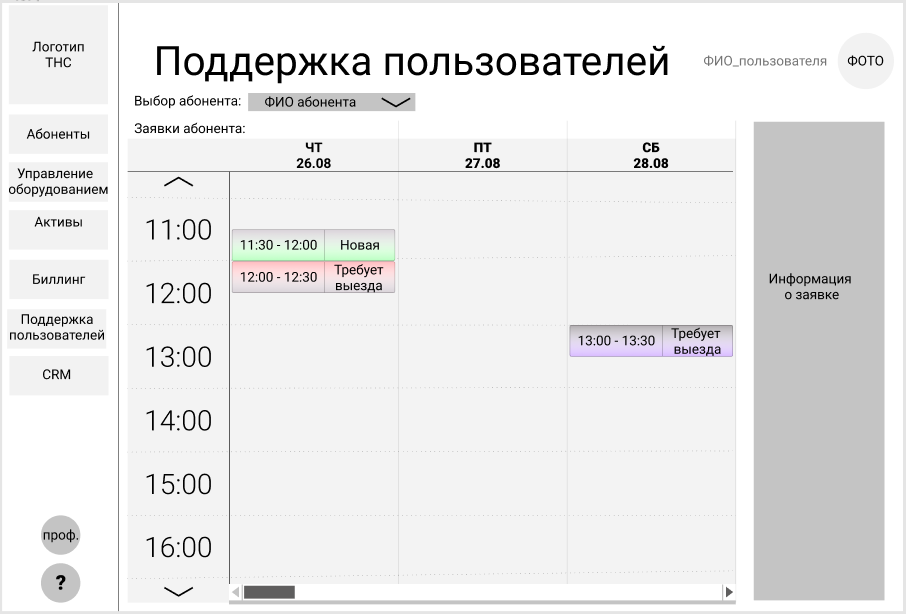 Логотип
ТНС
Абоненты
Управление
оборудованием
Активы
Биллинг
Поддержка
пользователей
CRM
проф.
?
Поддержка пользователей
ФИО_пользователя
ФОТО
Выбор абонента:
ФИО абонента
Заявки абонента:
ЧТ
26.08
ПТ
27.08
СБ
28.08
11:00
11:30 - 12:00
Новая
12:00 - 12:30
Требует
выезда
12:00
13:00 - 13:30
Требует
выезда
13:00
14:00
15:00
16:00
Информация
о заявке